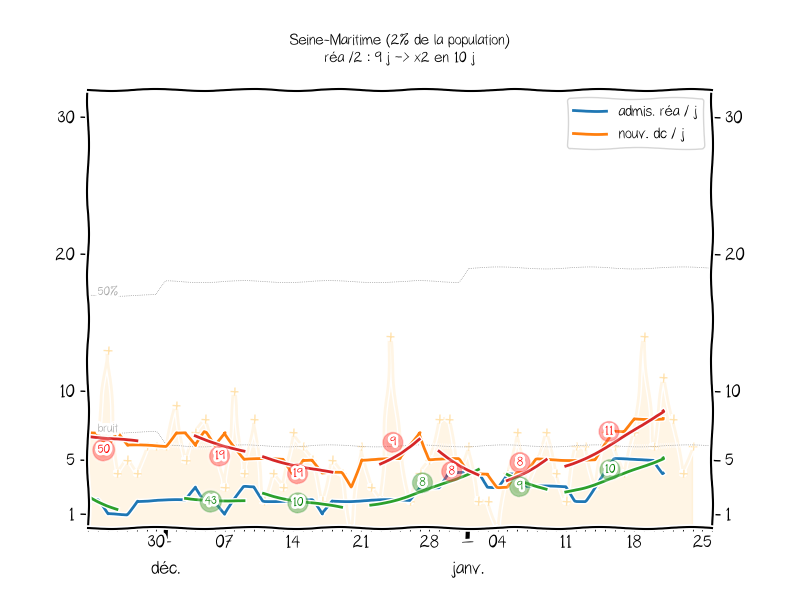 Seine-Maritime (2% de la population)
réa /2 : 9 j -> x2 en 10 j
admis. réa / j
nouv. dc / j
30 30
20 20
50%
10 10
bruit
9 11
50 19 19 8 8 10
5 5
43 10 8 9
1 1
30 07 14 21 28 04 11 18 25
déc. janv.